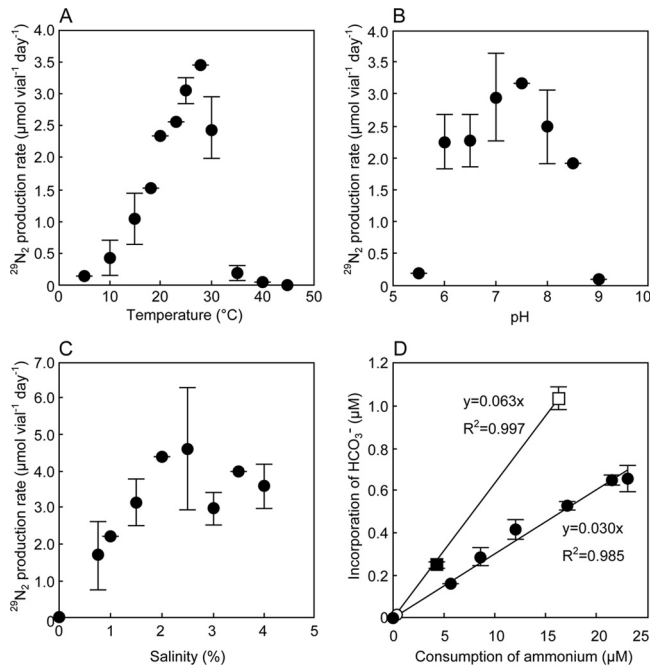 A
²⁹N₂ production rate (µmol vial⁻¹ day⁻¹)
4.0
3.5
3.0
2.5
2.0
1.5
1.0
0.5
0
0 10 20 30 40 50
Temperature (°C)
B
²⁹N₂ production rate (µmol vial⁻¹ day⁻¹)
4.0
3.5
3.0
2.5
2.0
1.5
1.0
0.5
0
5 6 7 8 9 10
pH
C
²⁹N₂ production rate (µmol vial⁻¹ day⁻¹)
7.0
6.0
5.0
4.0
3.0
2.0
1.0
0
0 1 2 3 4 5
Salinity (%)
D
Incorporation of HCO₃⁻ (µM)
1.2
1.0
0.8
0.6
0.4
0.2
0
y=0.063x
R²=0.997
y=0.030x
R²=0.985
0 5 10 15 20 25
Consumption of ammonium (µM)